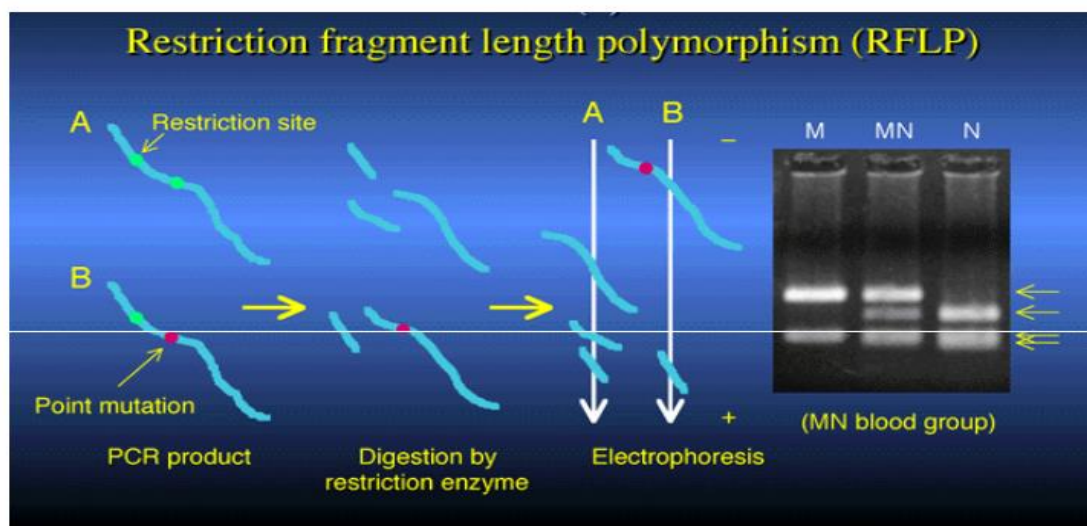 Restriction fragment length polymorphism (RFLP)
A
Restriction site
B
Point mutation
PCR product
Digestion by
restriction enzyme
A B
−
+
Electrophoresis
M MN N
(MN blood group)